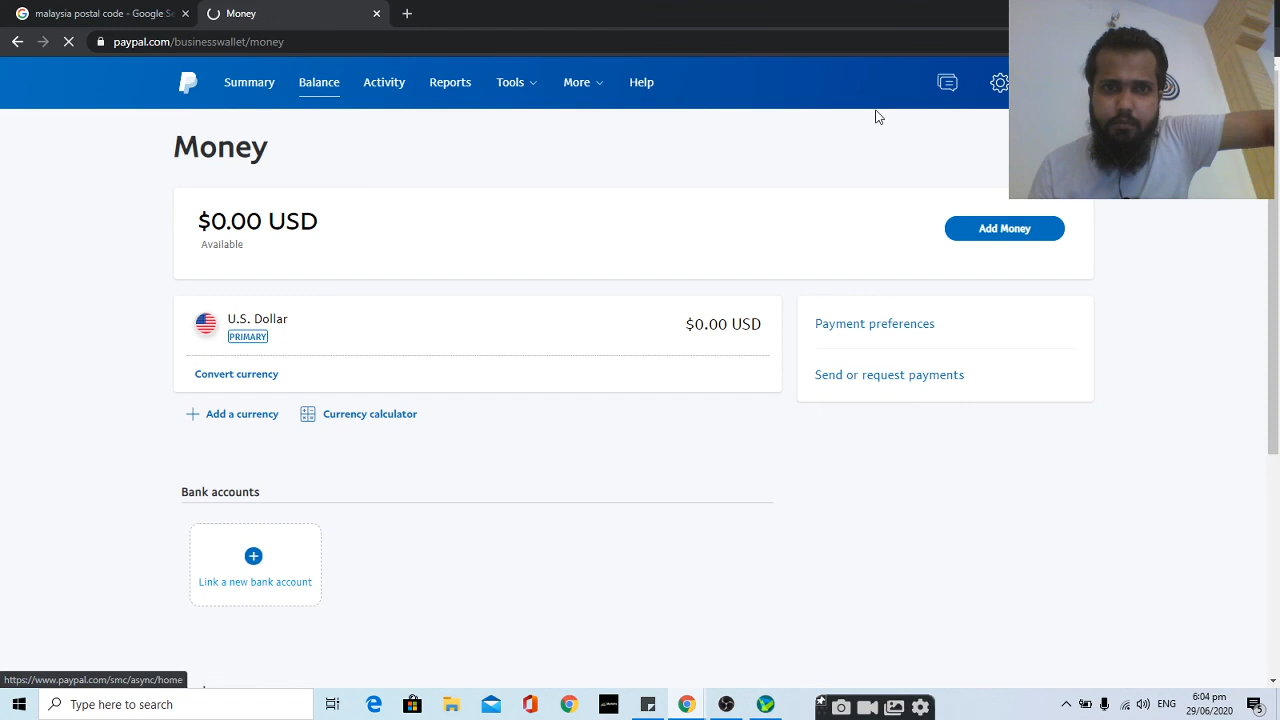 malaysia postal code - Google Se
Money
paypal.com/businesswallet/money
Summary Balance Activity Reports Tools More Help
Money
$0.00 USD
Available
Add Money
U.S. Dollar
PRIMARY
$0.00 USD
Convert currency
Add a currency Currency calculator
Payment preferences
Send or request payments
Bank accounts
Link a new bank account
https://www.paypal.com/smc/async/home
Type here to search
ENG
6:04 pm
29/06/2020
5